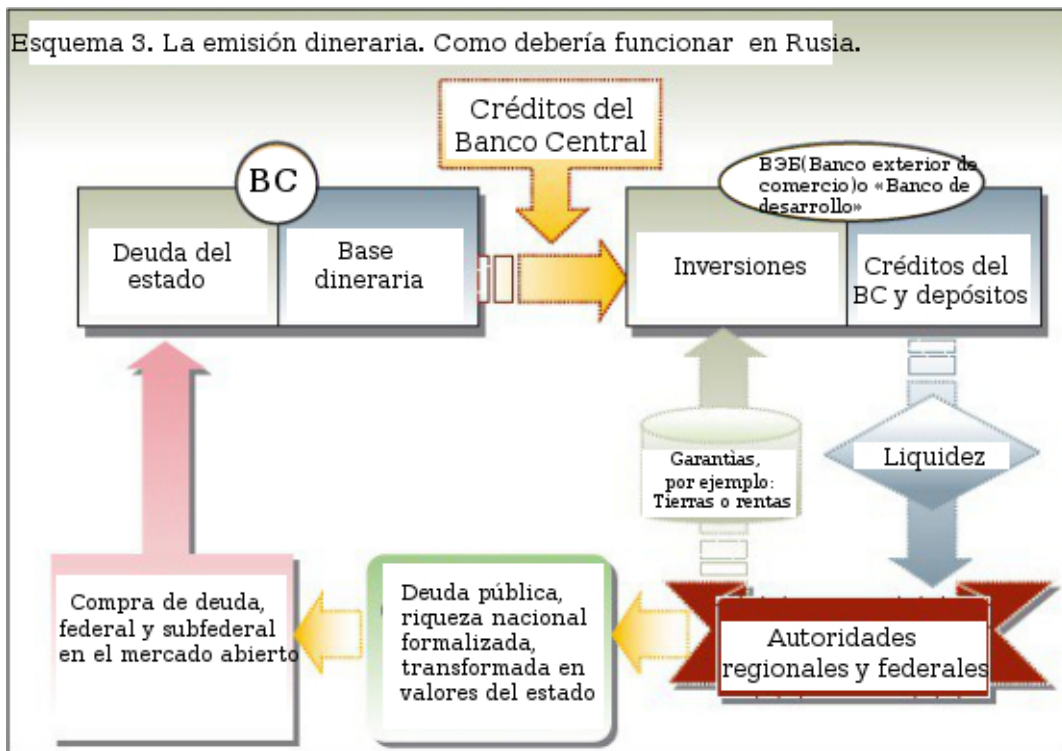 Esquema 3. La emisión dineraria. Como debería funcionar en Rusia.
Créditos del
Banco Central
BC
ВЭБ(Banco exterior de
comercio)o «Banco de
desarrollo»
Deuda del
estado
Base
dineraria
Inversiones
Créditos del
BC y depósitos
Garantìas,
por ejemplo:
Tierras o rentas
Liquidez
Compra de deuda,
federal y subfederal
en el mercado abierto
Deuda pública,
riqueza nacional
formalizada,
transformada en
valores del estado
Autoridades
regionales y federales